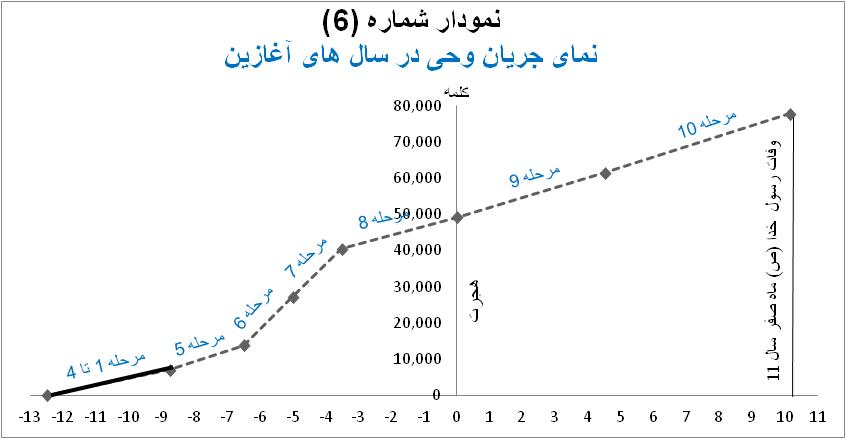 نمودار شماره (6)
نمای جریان وحی در سال های آغازین
کلمه
80,000
70,000
60,000
50,000
40,000
30,000
20,000
10,000
0
مرحله 1 تا 4
مرحله 5
مرحله 6
مرحله 7
مرحله 8
مرحله 9
مرحله 10
هجرت
وفات رسول خدا (ص) ماه صفر سال 11
-13 -12 -11 -10 -9 -8 -7 -6 -5 -4 -3 -2 -1 0 1 2 3 4 5 6 7 8 9 10 11